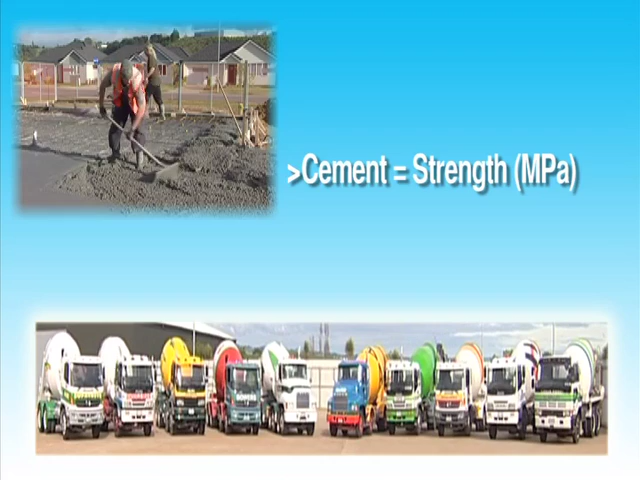 >Cement = Strength (MPa)